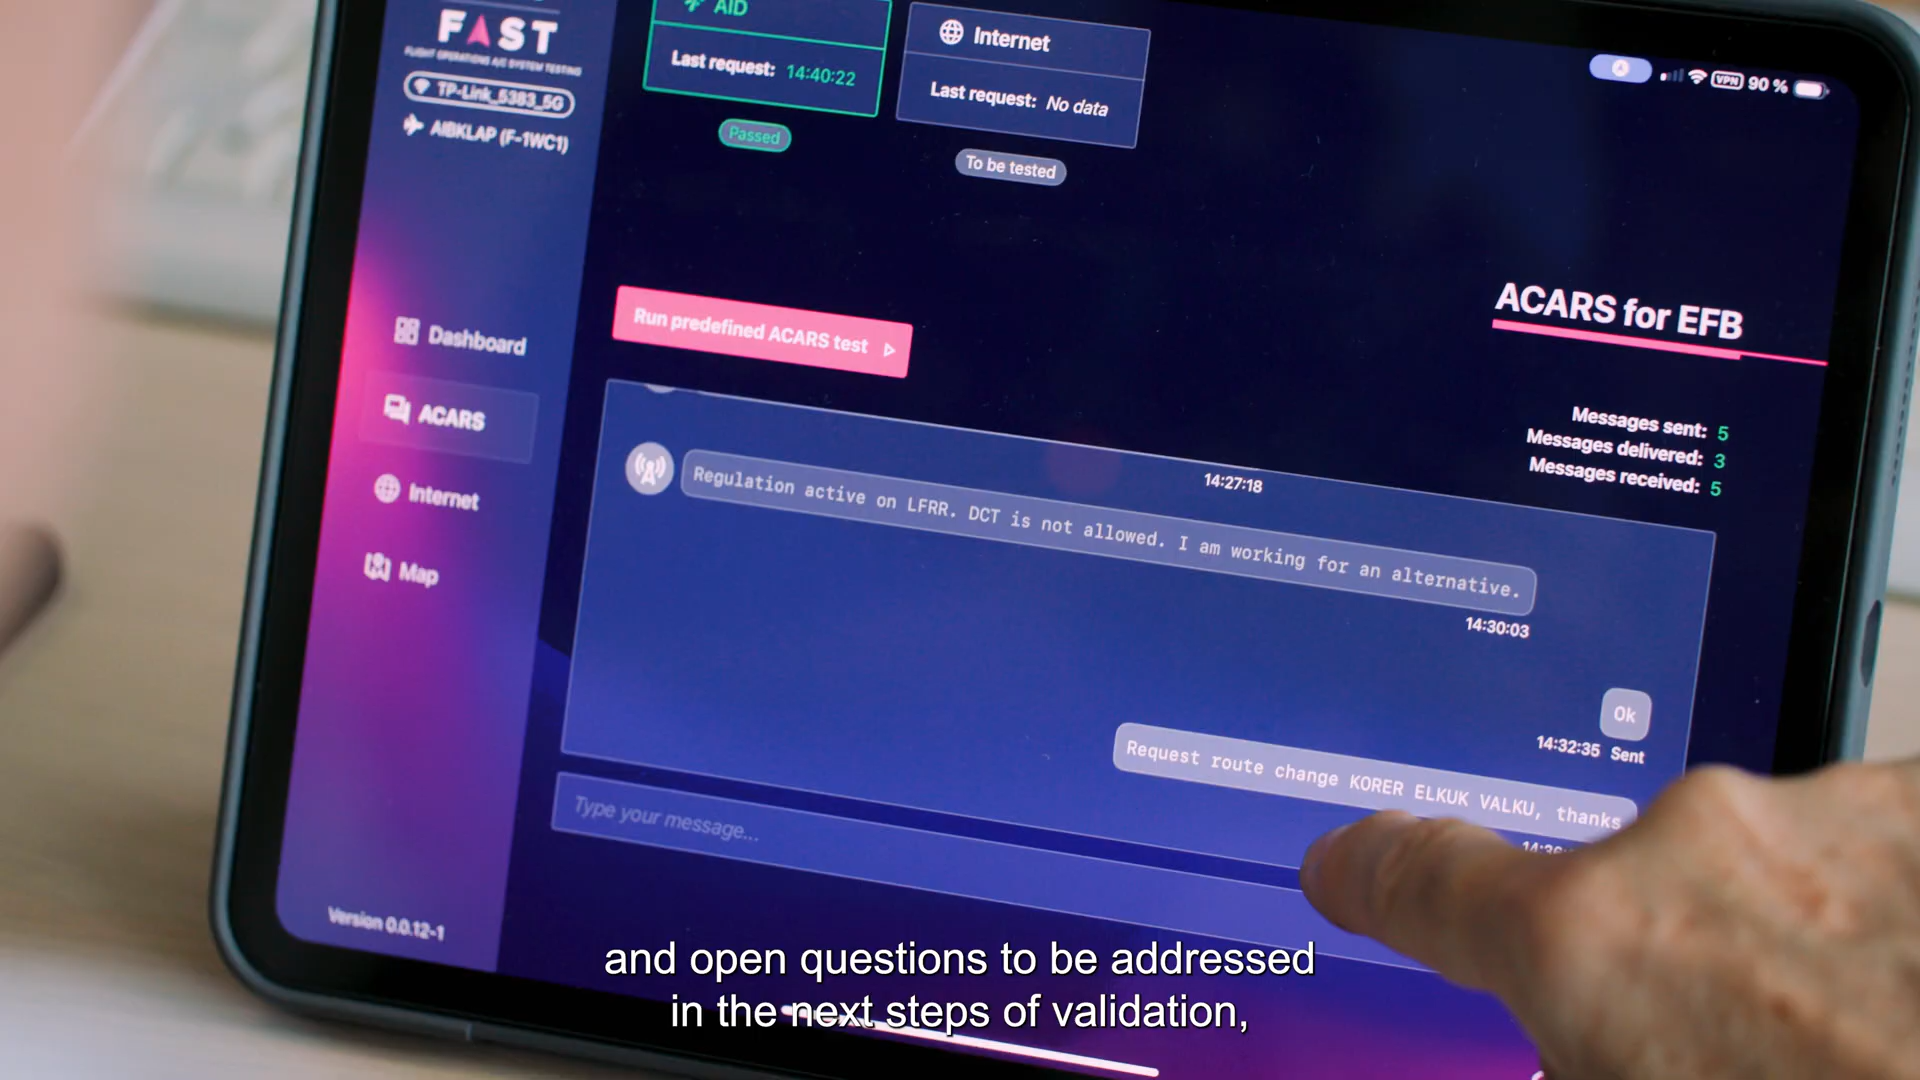 FAST
FLIGHT OPERATIONS A/C SYSTEM TESTING
TP-Link_5383_5G
AIBKLAP (F-1WC1)
Dashboard
ACARS
Internet
Map
Version 0.0.12-1
AID
Last request: 14:40:22
Passed
Internet
Last request: No data
To be tested
VPN 90 %
Run predefined ACARS test
ACARS for EFB
Messages sent: 5
Messages delivered: 3
Messages received: 5
14:27:18
Regulation active on LFRR. DCT is not allowed. I am working for an alternative.
14:30:03
Ok
14:32:35 Sent
Request route change KORER ELKUK VALKU, thanks
Type your message...
and open questions to be addressed
in the next steps of validation,